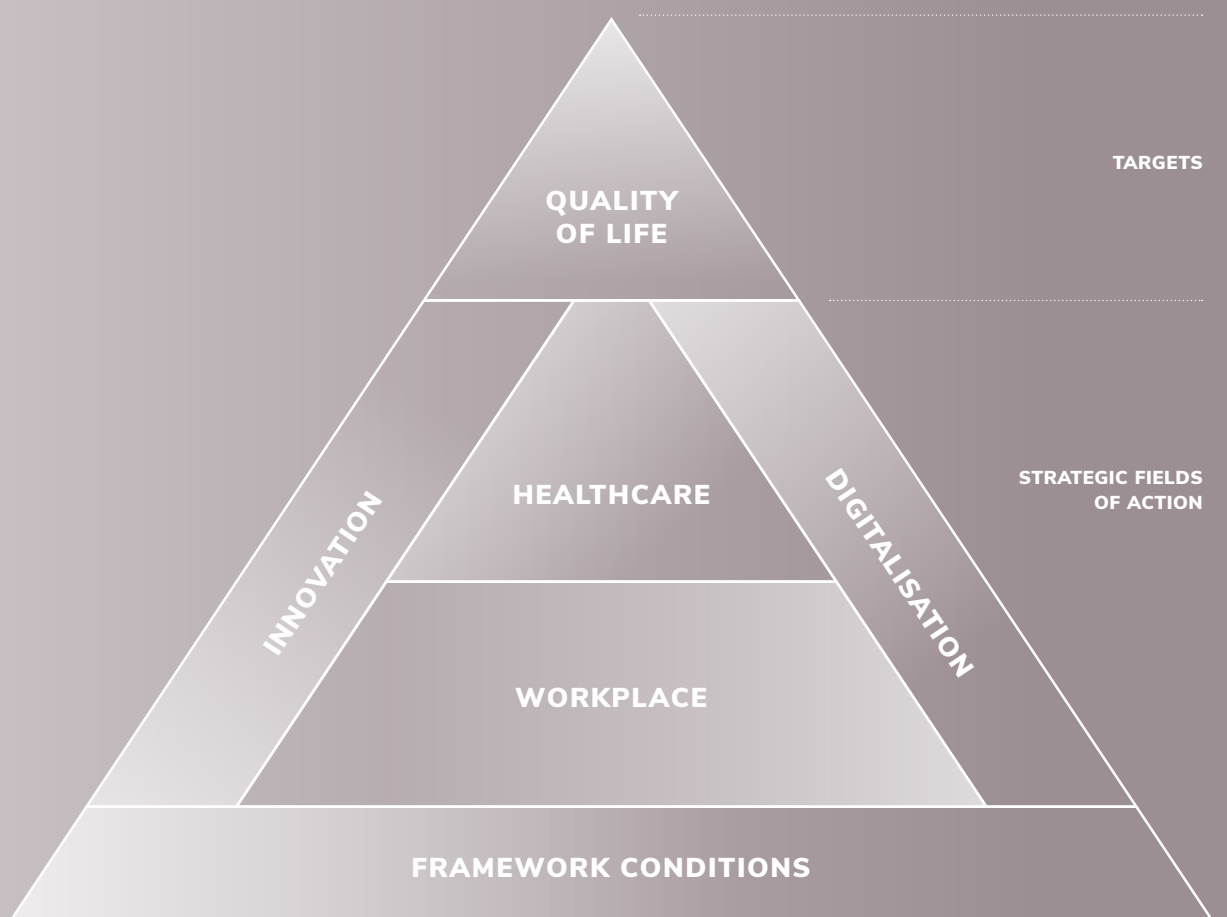 TARGETS
QUALITY
OF LIFE
STRATEGIC FIELDS
OF ACTION
HEALTHCARE
INNOVATION
DIGITALISATION
WORKPLACE
FRAMEWORK CONDITIONS